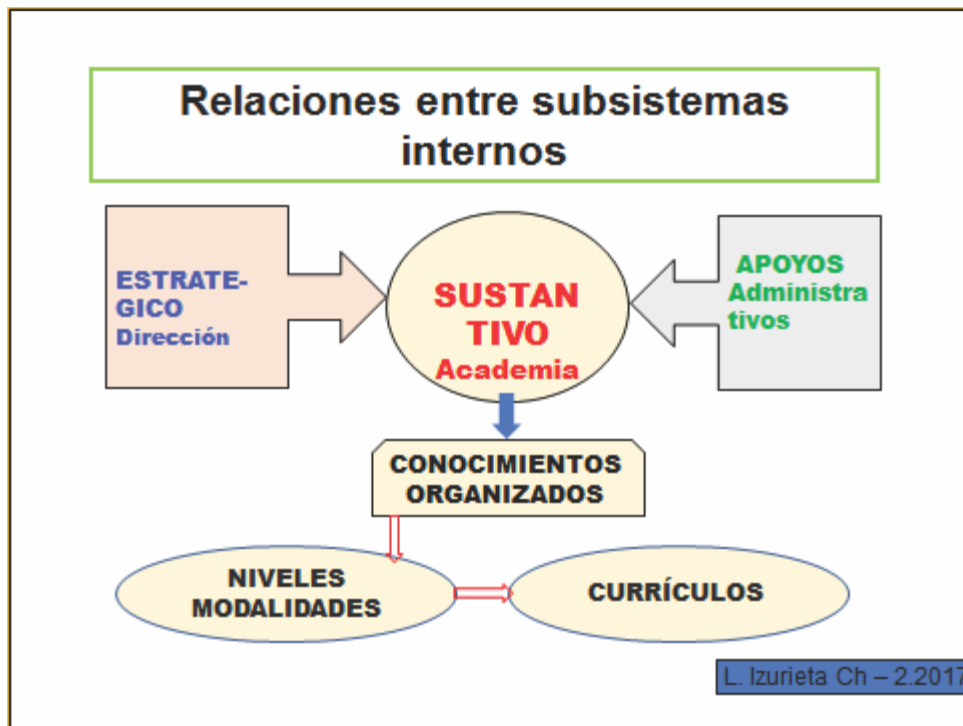 Relaciones entre subsistemas
internos
ESTRATE-
GICO
Dirección
SUSTAN
TIVO
Academia
APOYOS
Administra
tivos
CONOCIMIENTOS
ORGANIZADOS
NIVELES
MODALIDADES
CURRÍCULOS
L. Izurieta Ch – 2.2017